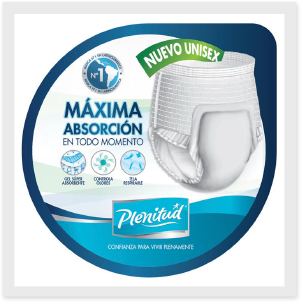 Nº1
NUEVO UNISEX
MÁXIMA
ABSORCIÓN
EN TODO MOMENTO
GEL SÚPER
ABSORBENTE
CONTROLA
OLORES
TELA
RESPIRABLE
Plenitud
CONFIANZA PARA VIVIR PLENAMENTE